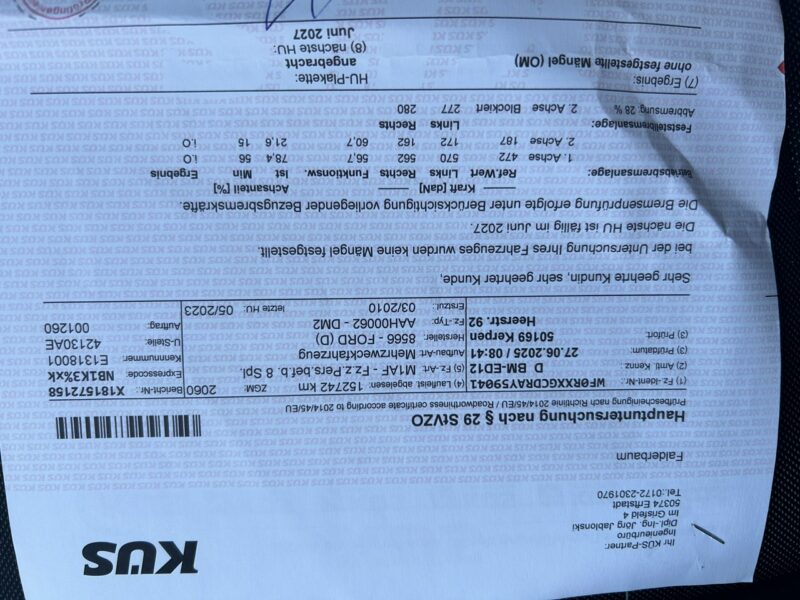 KÜS
Ihr KÜS-Partner:
Ingenieurbüro
Dipl.-Ing. Jörg Jablonski
Im Grisfeld 4
50374 Erftstadt
Tel.:0172-2301970
Falderbaum
Hauptuntersuchung nach § 29 StVZO
Prüfbescheinigung nach Richtlinie 2014/45/EU / Roadworthiness certificate according to 2014/45/EU
(1) Fz-Ident-Nr.: WF0RXXGCDRAY59641 (4) Laufleist. abgelesen: 152742 km ZGM: 2060 Bericht-Nr: X181572158
(2) Amtl. Kennz: D BM-ED12 (5) Fz.-Art: M1AF - Fz.z.Pers.bef.b. 8 Spl. Expresscode: NB1K3%xk
(3) Prüfdatum: 27.06.2025 / 08:41 Aufbau-Art: Mehrzweckfahrzeug Kennnummer: E1318001
(3) Prüfort: 50169 Kerpen Hersteller: 8566 - FORD (D) U-Stelle: 42130AE
Heerstr. 92 Fz-Typ: AAH00062 - DM2 Auftrag: 001260
Erstzul: 03/2010 letzte HU: 05/2023
Sehr geehrte Kundin, sehr geehrter Kunde,
bei der Untersuchung Ihres Fahrzeuges wurden keine Mängel festgestellt.
Die nächste HU ist fällig im Juni 2027.
Die Bremsenprüfung erfolgte unter Berücksichtigung vorliegender Bezugsbremskräfte.
Kraft [daN] Achsanteil [%]
Betriebsbremsanlage: Ref.Wert Links Rechts Funktionsw. Ist Min Ergebnis
1. Achse 472 570 562 56,7 78,4 56 i.O
2. Achse 187 172 162 60,7 21,6 15 i.O
Feststellbremsanlage: Links Rechts
Abbremsung 28 % 2. Achse Blockiert 277 280
(7) Ergebnis: HU-Plakette:
ohne festgestellte Mängel (OM) angebracht
(8) nächste HU:
Juni 2027